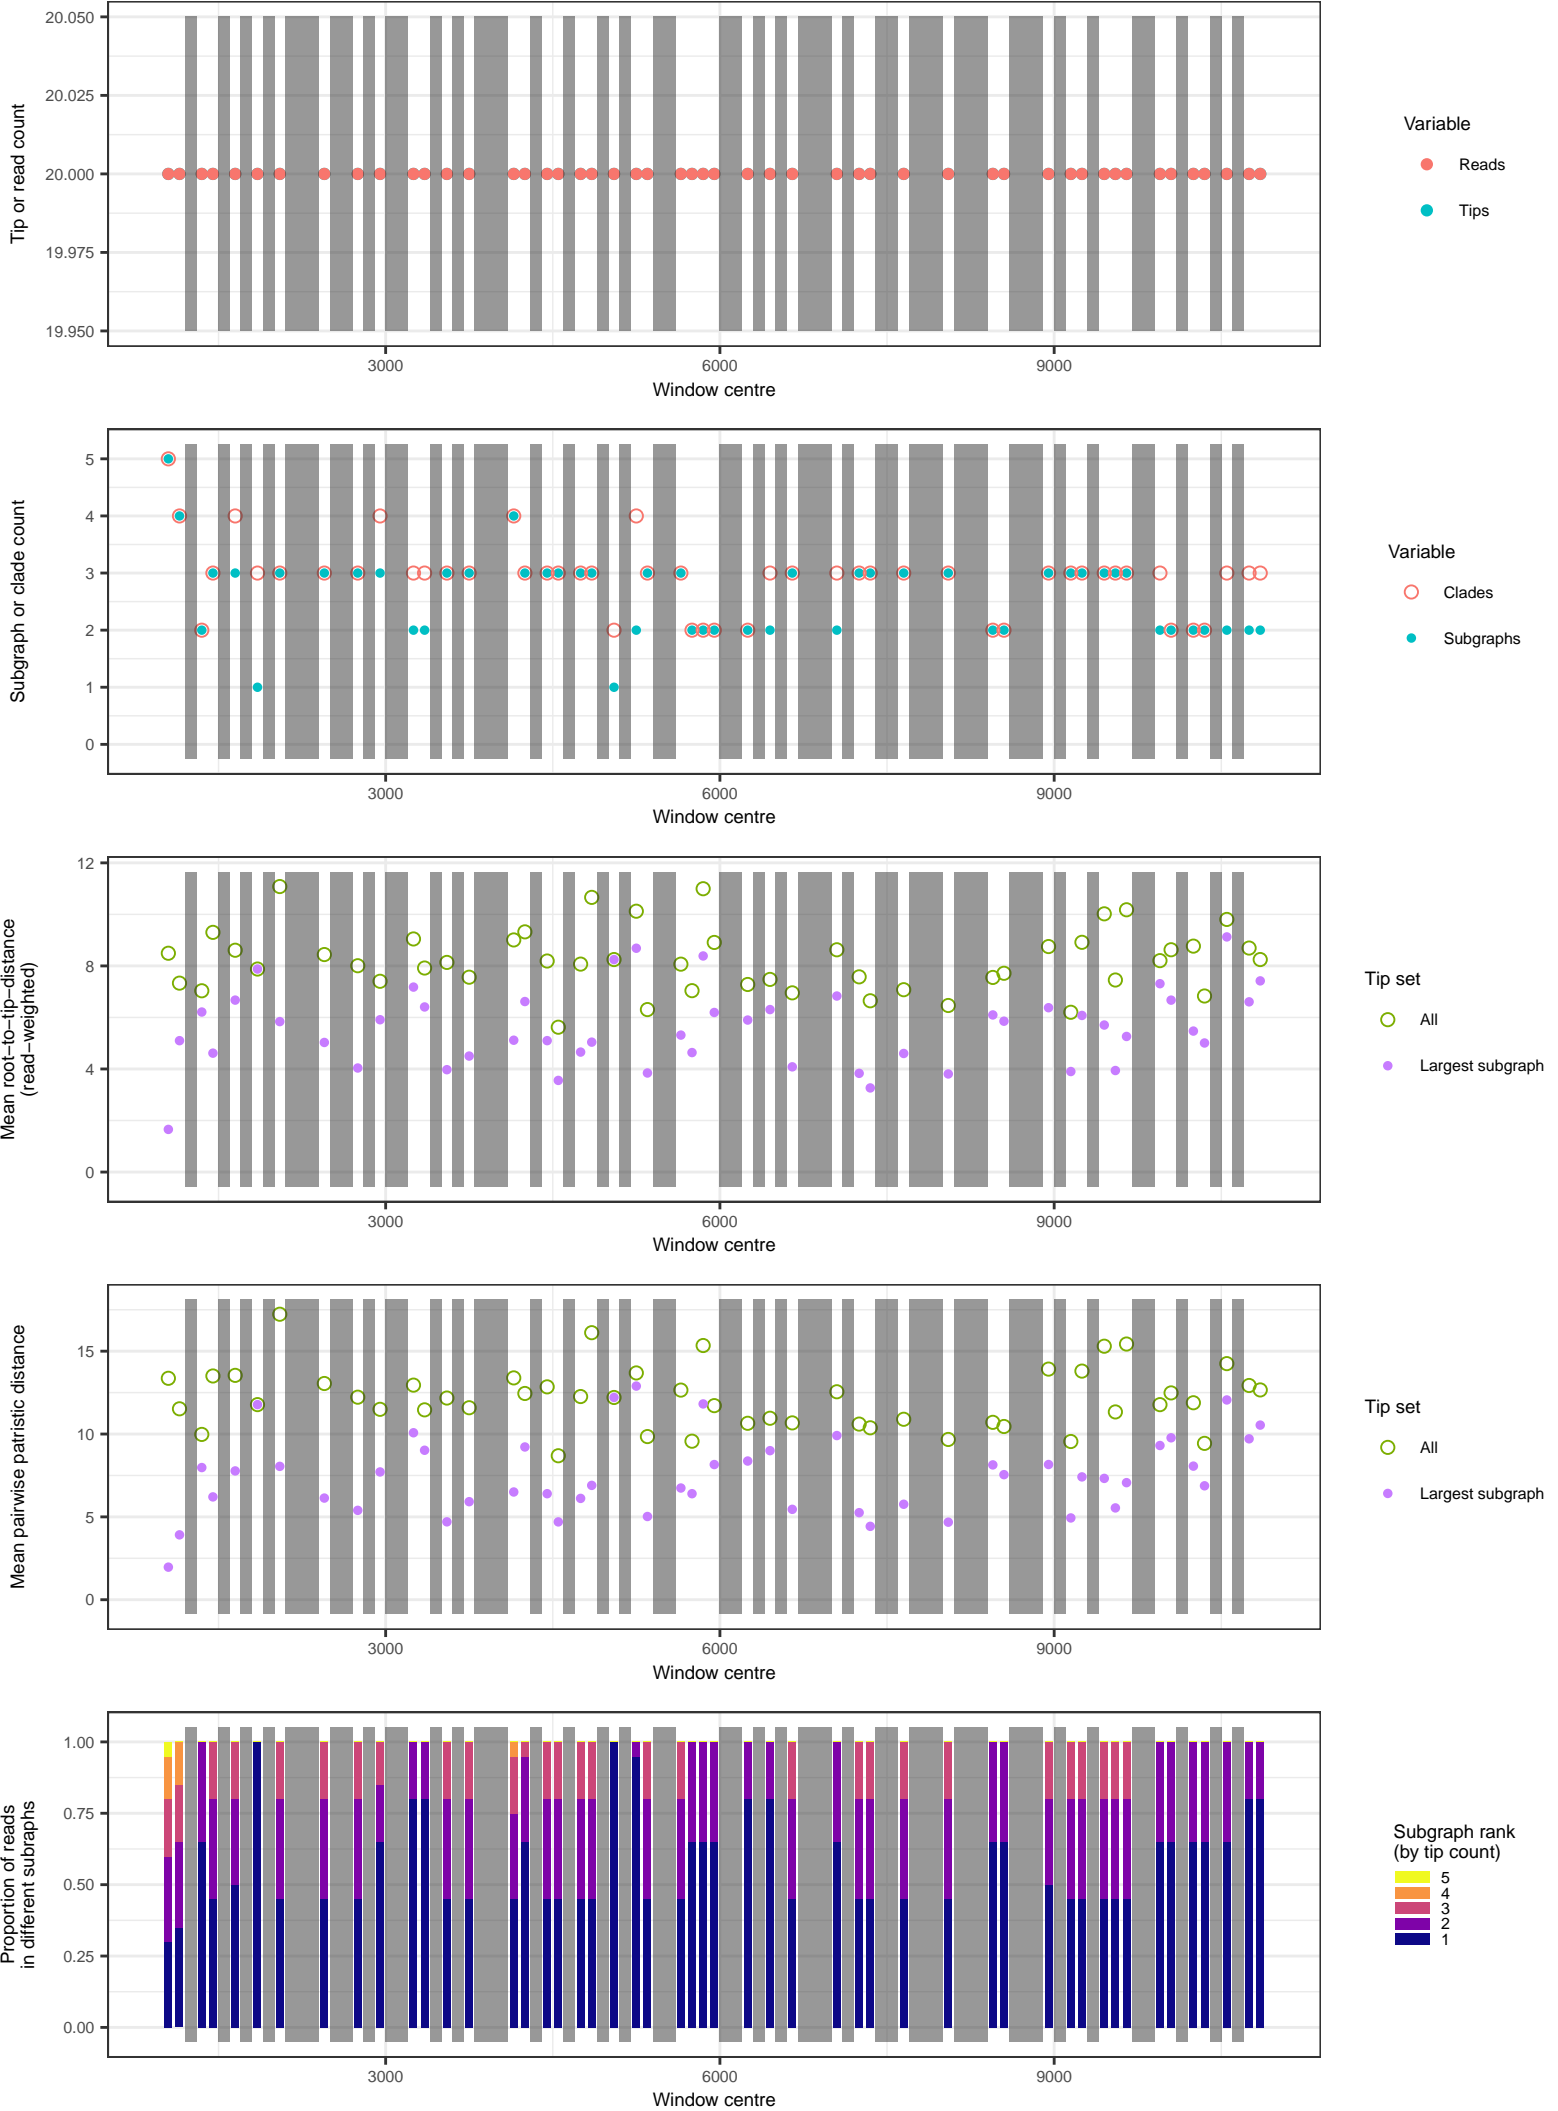 Tip or read count
20.050
20.025
20.000
19.975
19.950
3000 6000 9000
Window centre
Variable
Reads
Tips
Subgraph or clade count
5
4
3
2
1
0
3000 6000 9000
Window centre
Variable
Clades
Subgraphs
Mean root−to−tip−distance
(read−weighted)
12
8
4
0
3000 6000 9000
Window centre
Tip set
All
Largest subgraph
Mean pairwise patristic distance
15
10
5
0
3000 6000 9000
Window centre
Tip set
All
Largest subgraph
Proportion of reads
in different subraphs
1.00
0.75
0.50
0.25
0.00
3000 6000 9000
Window centre
Subgraph rank
(by tip count)
5
4
3
2
1